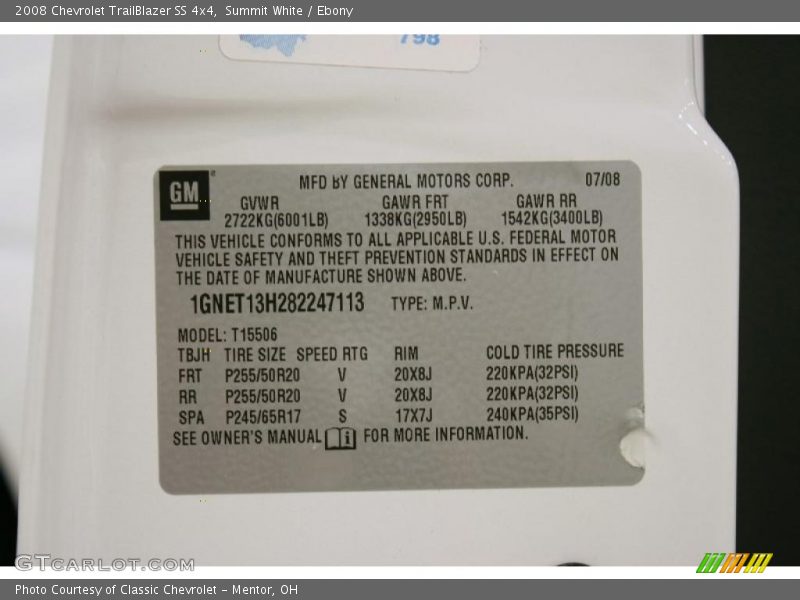 2008 Chevrolet TrailBlazer SS 4x4, Summit White / Ebony
798
GM
MFD BY GENERAL MOTORS CORP. 07/08
GVWR GAWR FRT GAWR RR
2722KG(6001LB) 1338KG(2950LB) 1542KG(3400LB)
THIS VEHICLE CONFORMS TO ALL APPLICABLE U.S. FEDERAL MOTOR
VEHICLE SAFETY AND THEFT PREVENTION STANDARDS IN EFFECT ON
THE DATE OF MANUFACTURE SHOWN ABOVE.
1GNET13H282247113 TYPE: M.P.V.
MODEL: T15506
TBJH TIRE SIZE SPEED RTG RIM COLD TIRE PRESSURE
FRT P255/50R20 V 20X8J 220KPA(32PSI)
RR P255/50R20 V 20X8J 220KPA(32PSI)
SPA P245/65R17 S 17X7J 240KPA(35PSI)
SEE OWNER'S MANUAL FOR MORE INFORMATION.
GTCARLOT.COM
Photo Courtesy of Classic Chevrolet - Mentor, OH